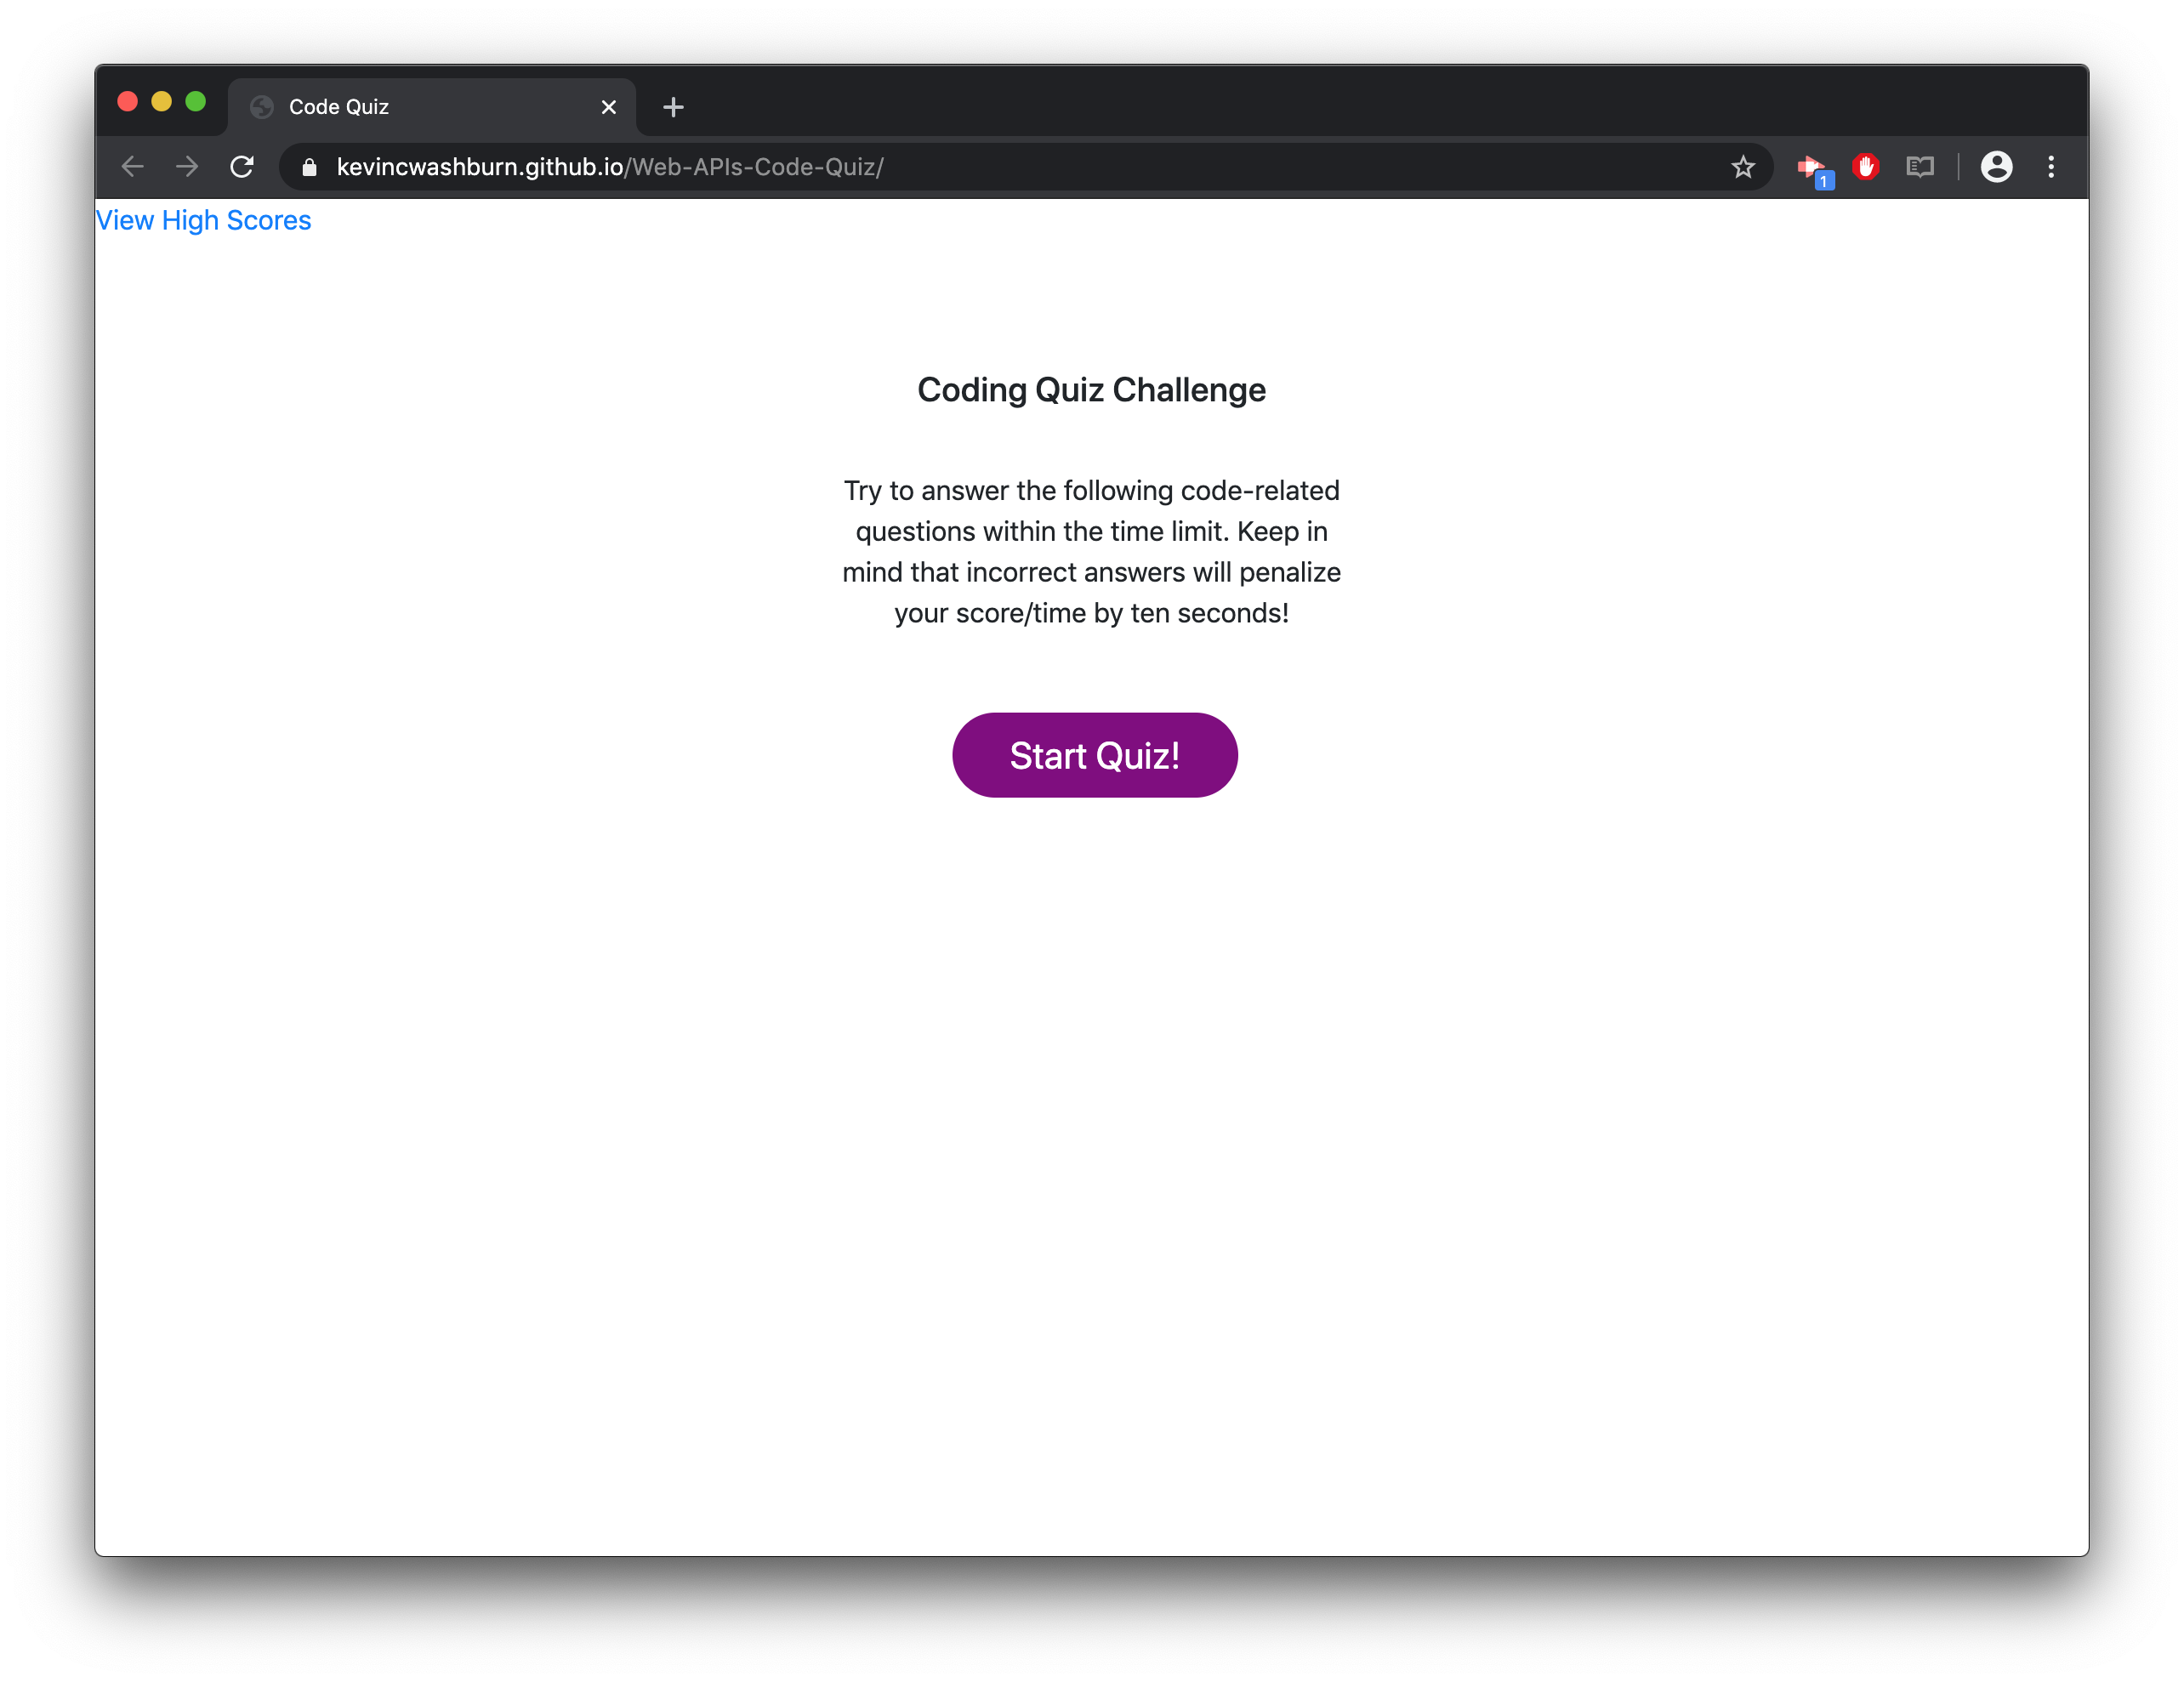 Code Quiz
kevincwashburn.github.io/Web-APIs-Code-Quiz/
1
View High Scores
Coding Quiz Challenge
Try to answer the following code-related
questions within the time limit. Keep in
mind that incorrect answers will penalize
your score/time by ten seconds!
Start Quiz!